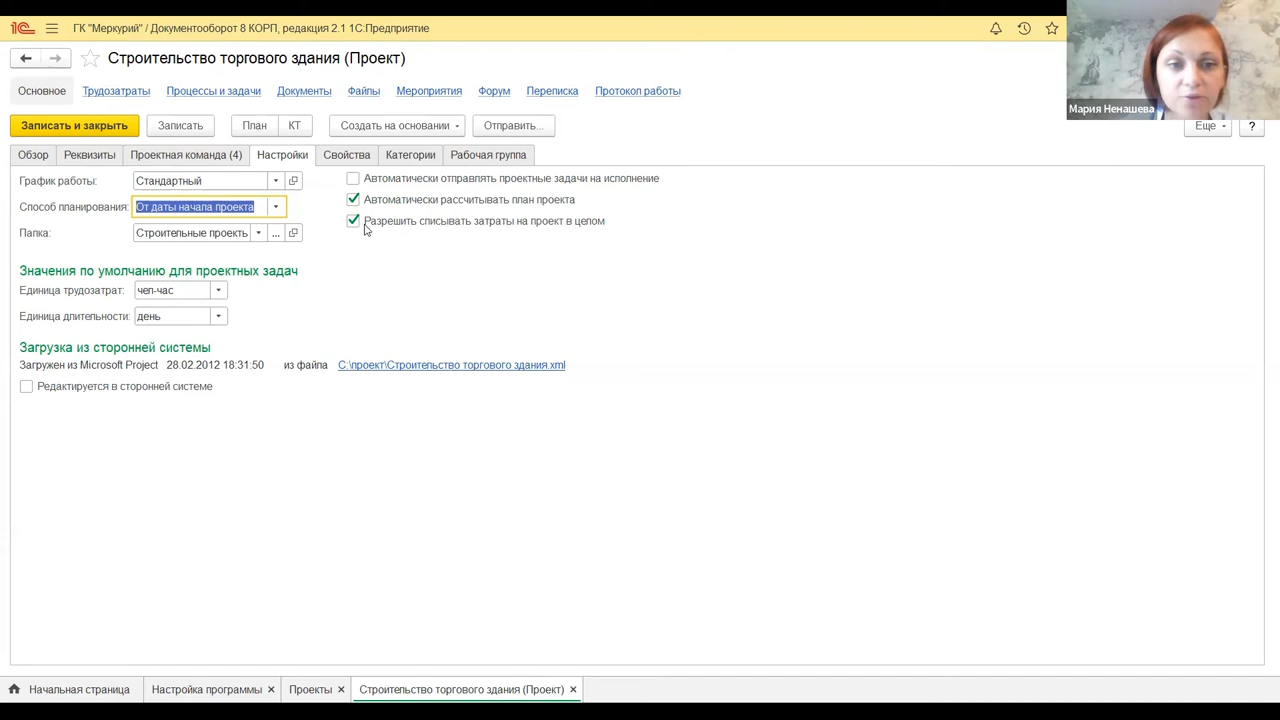 1С ГК "Меркурий" / Документооборот 8 КОРП, редакция 2.1 1С:Предприятие
Строительство торгового здания (Проект)
Основное Трудозатраты Процессы и задачи Документы Файлы Мероприятия Форум Переписка Протокол работы
Мария Ненашева
Записать и закрыть Записать План КТ Создать на основании Отправить... Еще ?
Обзор Реквизиты Проектная команда (4) Настройки Свойства Категории Рабочая группа
График работы: Стандартный Автоматически отправлять проектные задачи на исполнение
Способ планирования: От даты начала проекта Автоматически рассчитывать план проекта
Разрешить списывать затраты на проект в целом
Папка: Строительные проекть ...
Значения по умолчанию для проектных задач
Единица трудозатрат: чел-час
Единица длительности: день
Загрузка из сторонней системы
Загружен из Microsoft Project 28.02.2012 18:31:50 из файла C:\проект\Строительство торгового здания.xml
Редактируется в сторонней системе
Начальная страница Настройка программы × Проекты × Строительство торгового здания (Проект) ×